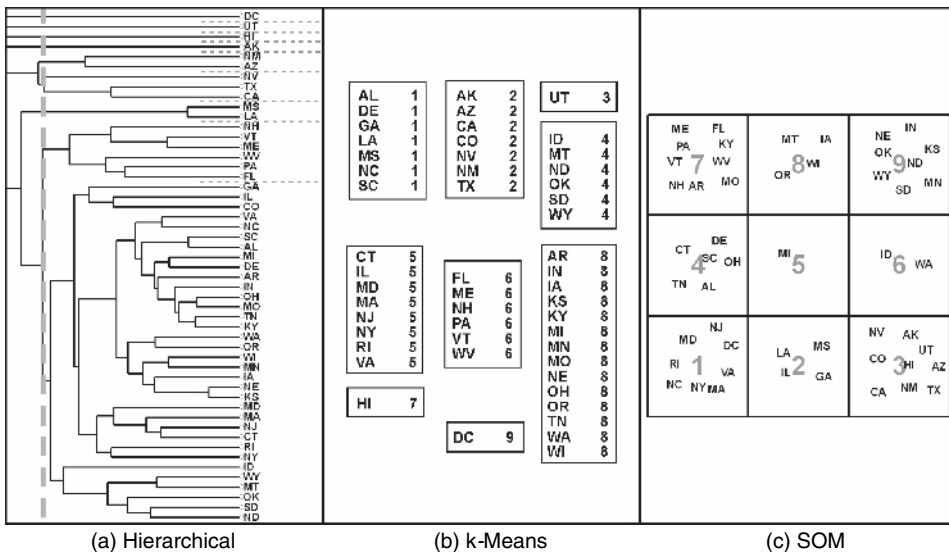 DC
UT
HI
AK
NM
AZ
NV
TX
CA
MS
LA
NH
VT
ME
WV
PA
FL
GA
IL
CO
VA
NC
SC
AL
MI
DE
AR
IN
OH
MO
TN
KY
WA
OR
WI
MN
IA
NE
KS
MD
MA
NJ
CT
RI
NY
ID
WY
MT
OK
SD
ND
(a) Hierarchical
AL 1
DE 1
GA 1
LA 1
MS 1
NC 1
SC 1
AK 2
AZ 2
CA 2
CO 2
NV 2
NM 2
TX 2
UT 3
ID 4
MT 4
ND 4
OK 4
SD 4
WY 4
CT 5
IL 5
MD 5
MA 5
NJ 5
NY 5
RI 5
VA 5
FL 6
ME 6
NH 6
PA 6
VT 6
WV 6
AR 8
IN 8
IA 8
KS 8
KY 8
MI 8
MN 8
MO 8
NE 8
OH 8
OR 8
TN 8
WA 8
WI 8
HI 7
DC 9
(b) k-Means
ME FL
PA KY
VT 7 WV
NH AR MO
MT IA
8 WI
OR
IN
NE KS
OK 9 ND
WY SD MN
CT DE
4 SC OH
TN AL
MI 5
ID 6 WA
NJ
MD DC
RI 1 VA
NC NY MA
LA MS
IL 2 GA
NV AK
UT
CO 3 HI AZ
CA NM TX
(c) SOM